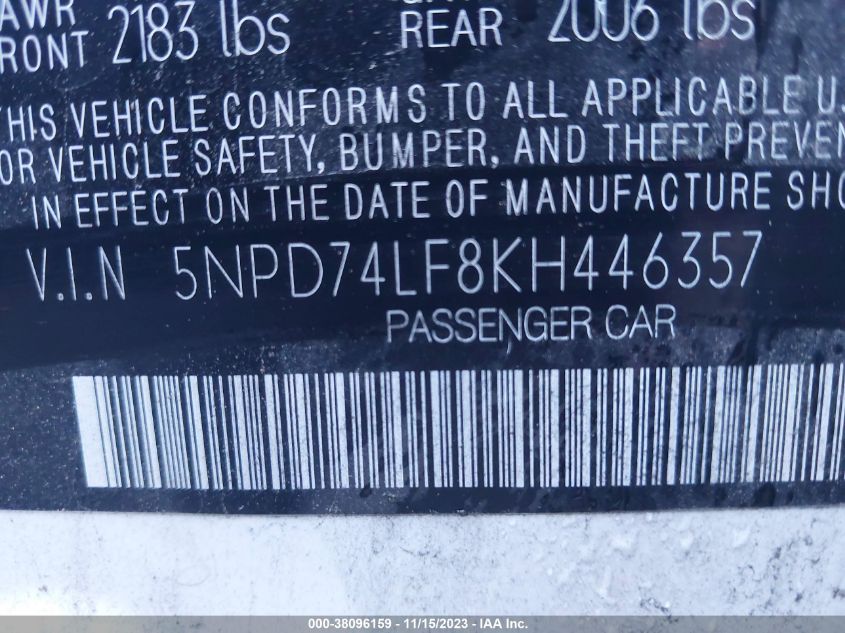 AWR 2183 lbs REAR 2006 lbs
FRONT
THIS VEHICLE CONFORMS TO ALL APPLICABLE U.
OR VEHICLE SAFETY, BUMPER, AND THEFT PREVEN
IN EFFECT ON THE DATE OF MANUFACTURE SHO
V.I.N 5NPD74LF8KH446357
PASSENGER CAR
000-38096159 - 11/15/2023 - IAA, Inc.